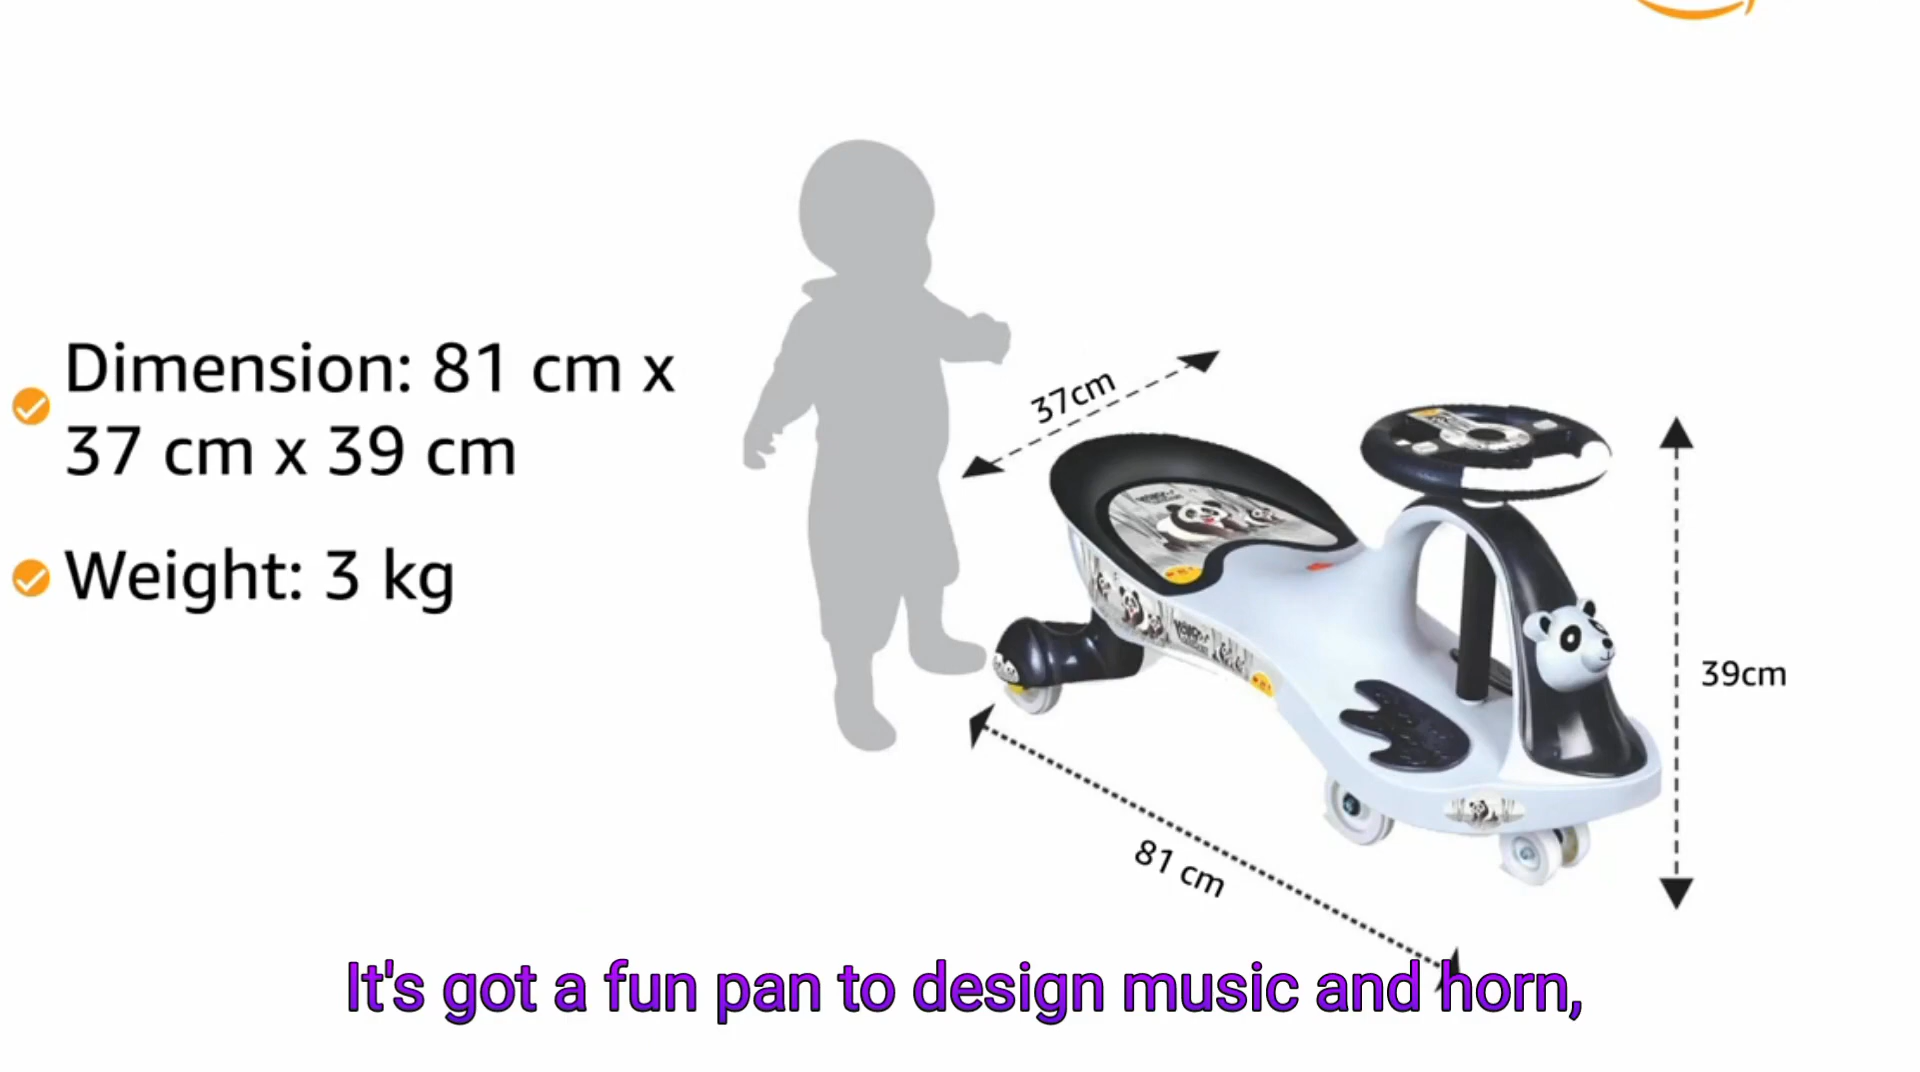 Dimension: 81 cm x
37 cm x 39 cm
Weight: 3 kg
37cm
39cm
81 cm
It's got a fun pan to design music and horn,